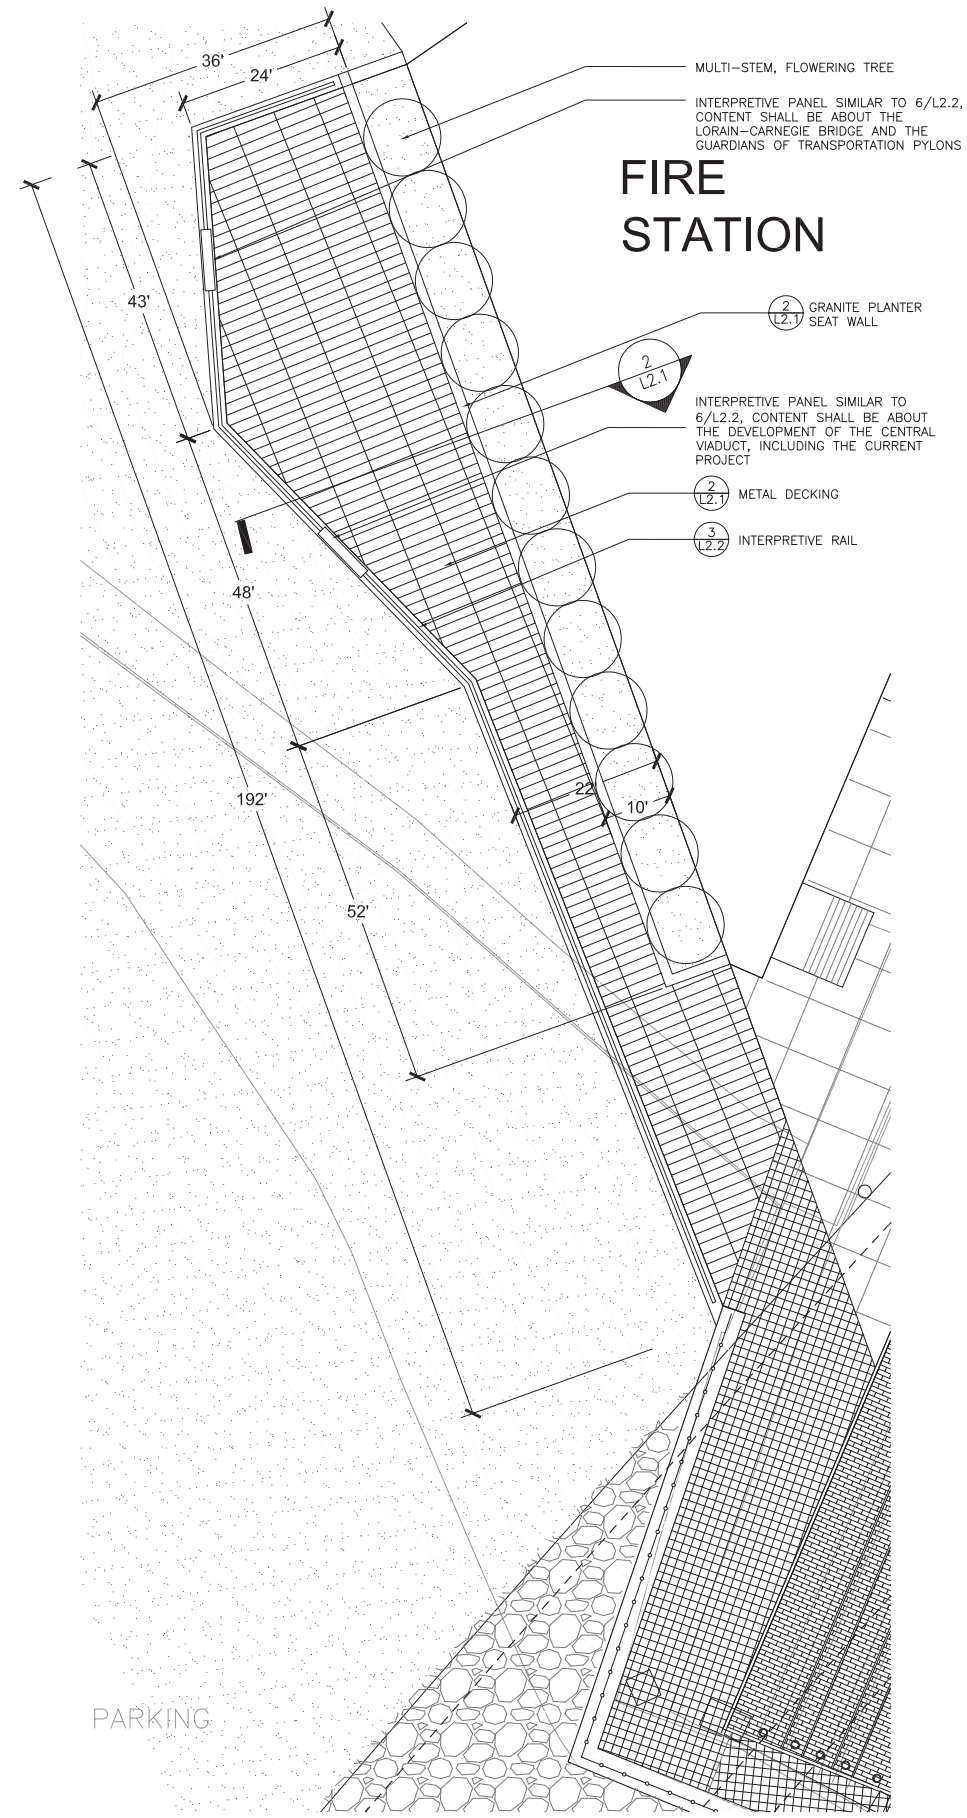 36'
24'
MULTI-STEM, FLOWERING TREE
INTERPRETIVE PANEL SIMILAR TO 6/L2.2,
CONTENT SHALL BE ABOUT THE
LORAIN-CARNEGIE BRIDGE AND THE
GUARDIANS OF TRANSPORTATION PYLONS
FIRE
STATION
43'
2
L2.1
GRANITE PLANTER
SEAT WALL
2
L2.1
INTERPRETIVE PANEL SIMILAR TO
6/L2.2, CONTENT SHALL BE ABOUT
THE DEVELOPMENT OF THE CENTRAL
VIADUCT, INCLUDING THE CURRENT
PROJECT
2
L2.1
METAL DECKING
3
L2.2
INTERPRETIVE RAIL
48'
22'
10'
192'
52'
PARKING